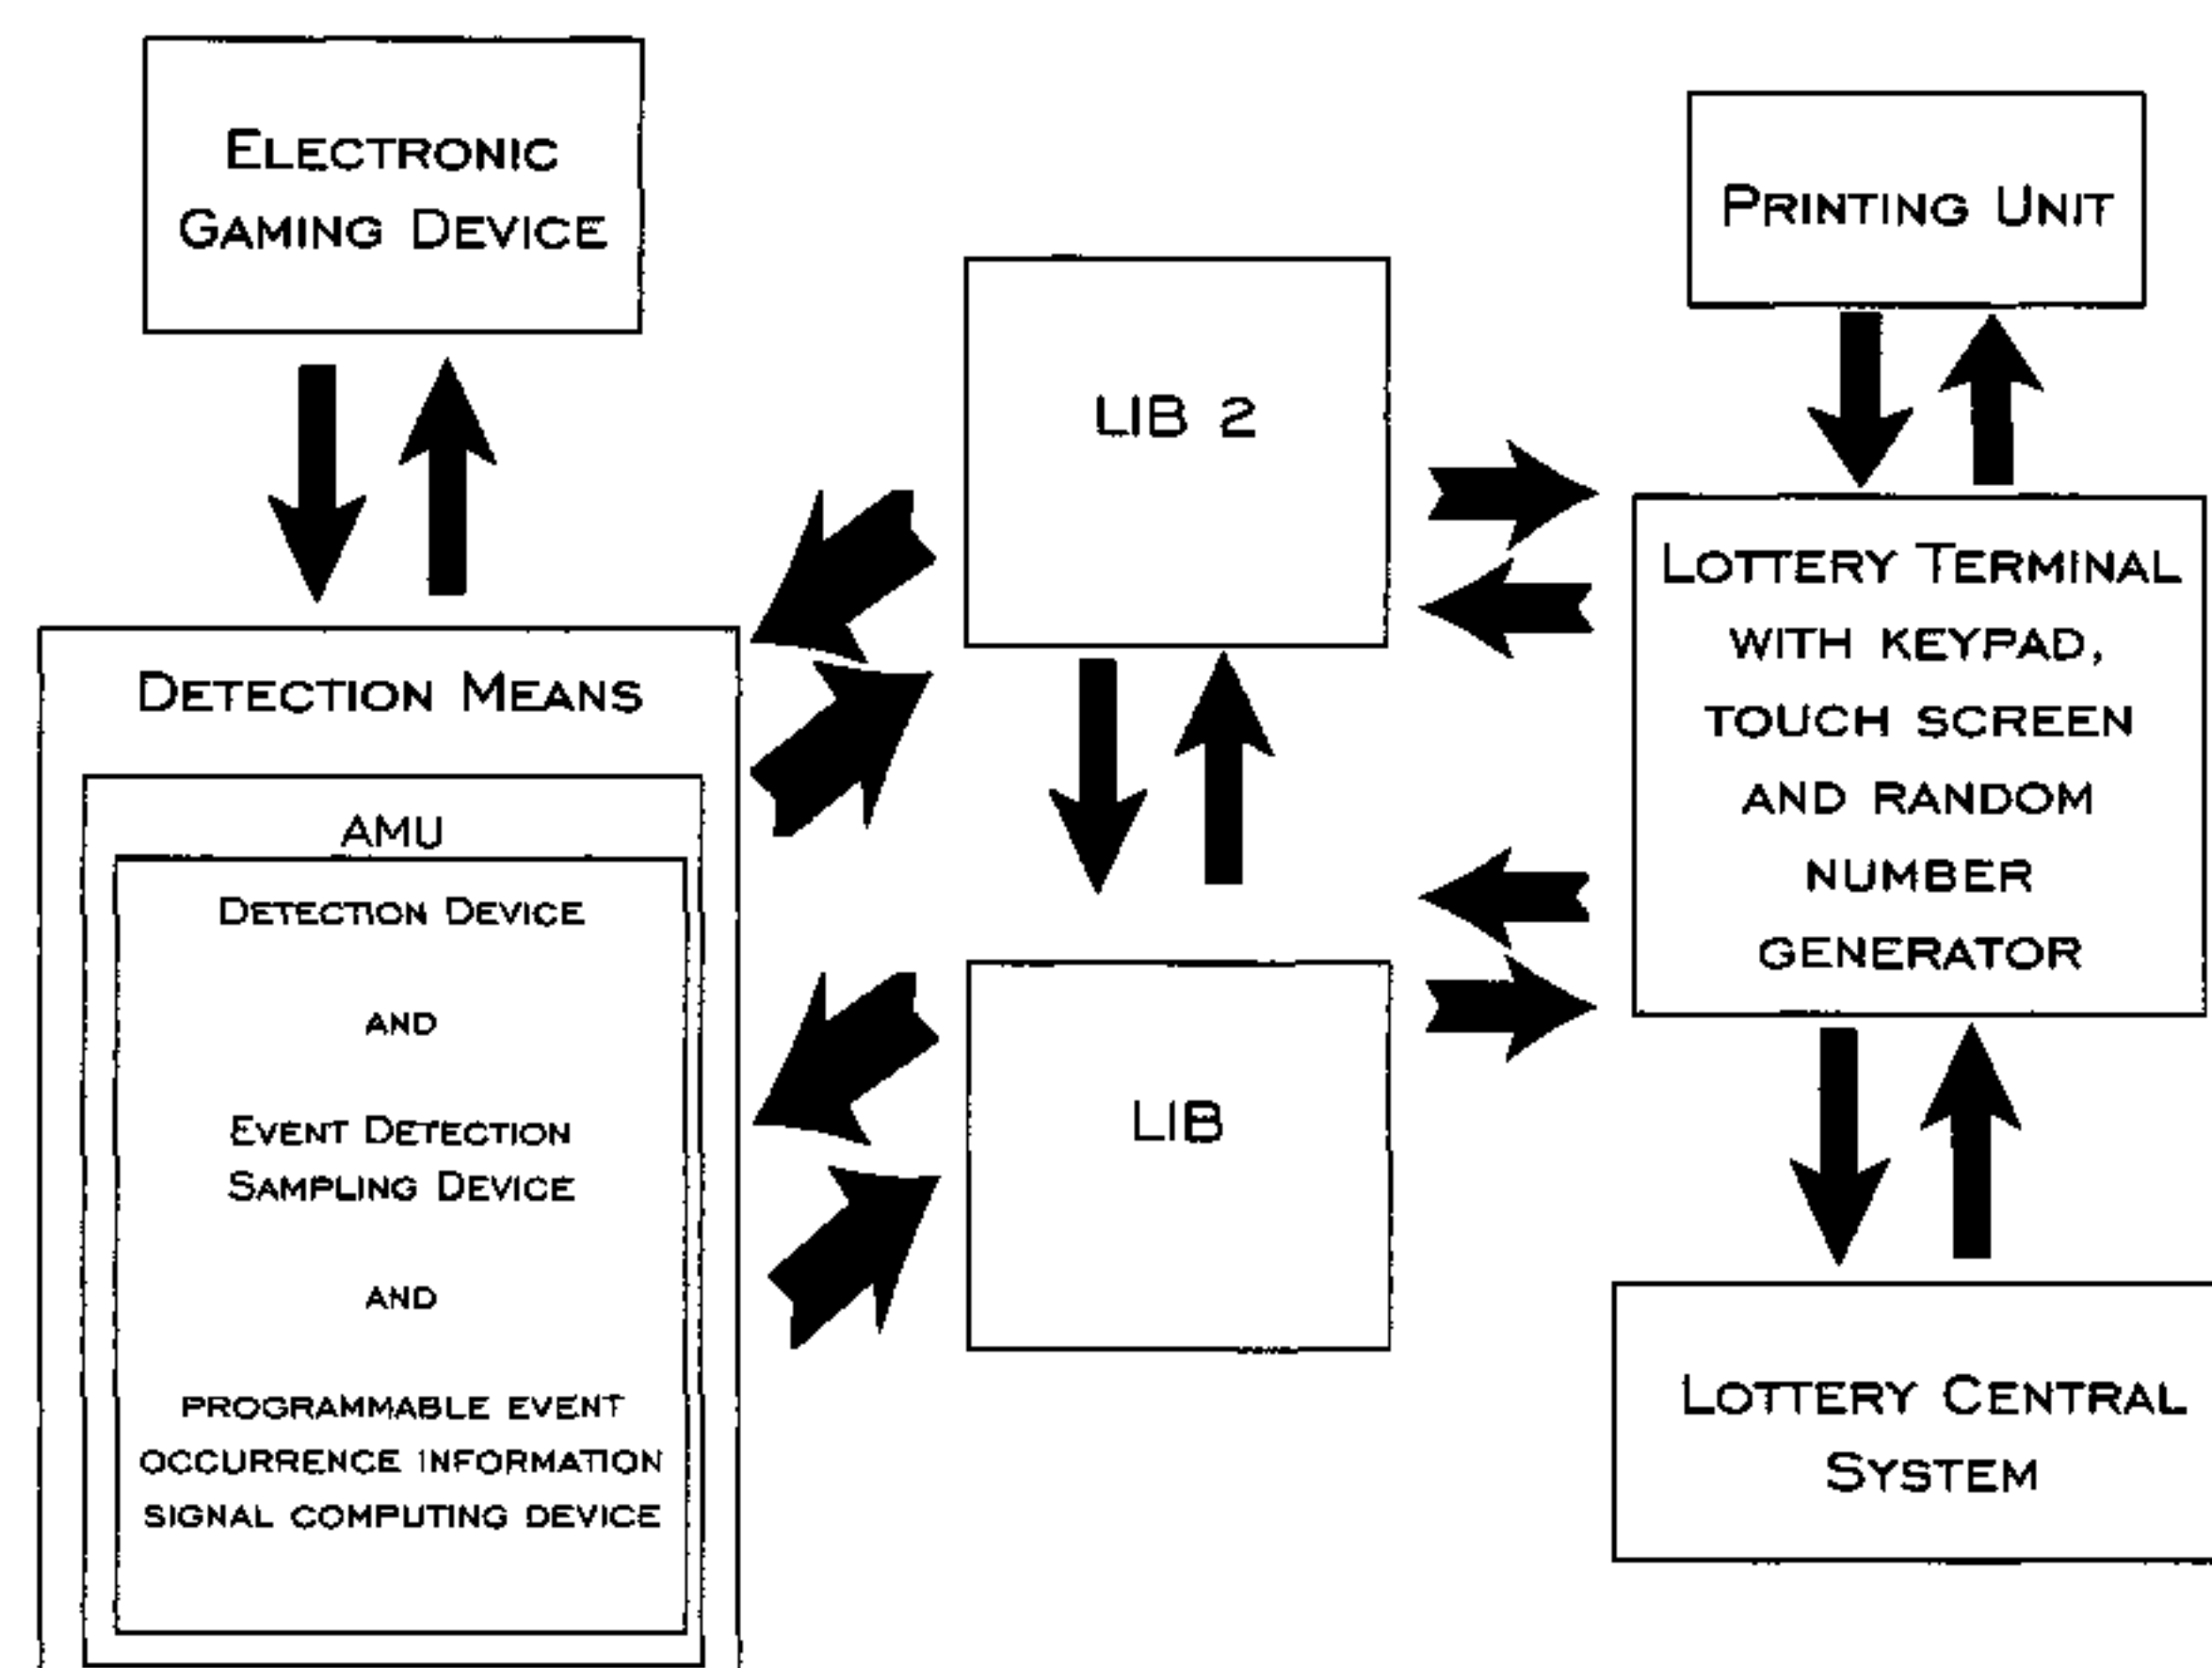 Electronic
Gaming Device
Detection Means
AMU
Detection Device
and
Event Detection
Sampling Device
and
programmable event
occurrence information
signal computing device
LIB 2
LIB
Printing Unit
Lottery Terminal
with keypad,
touch screen
and random
number
generator
Lottery Central
System